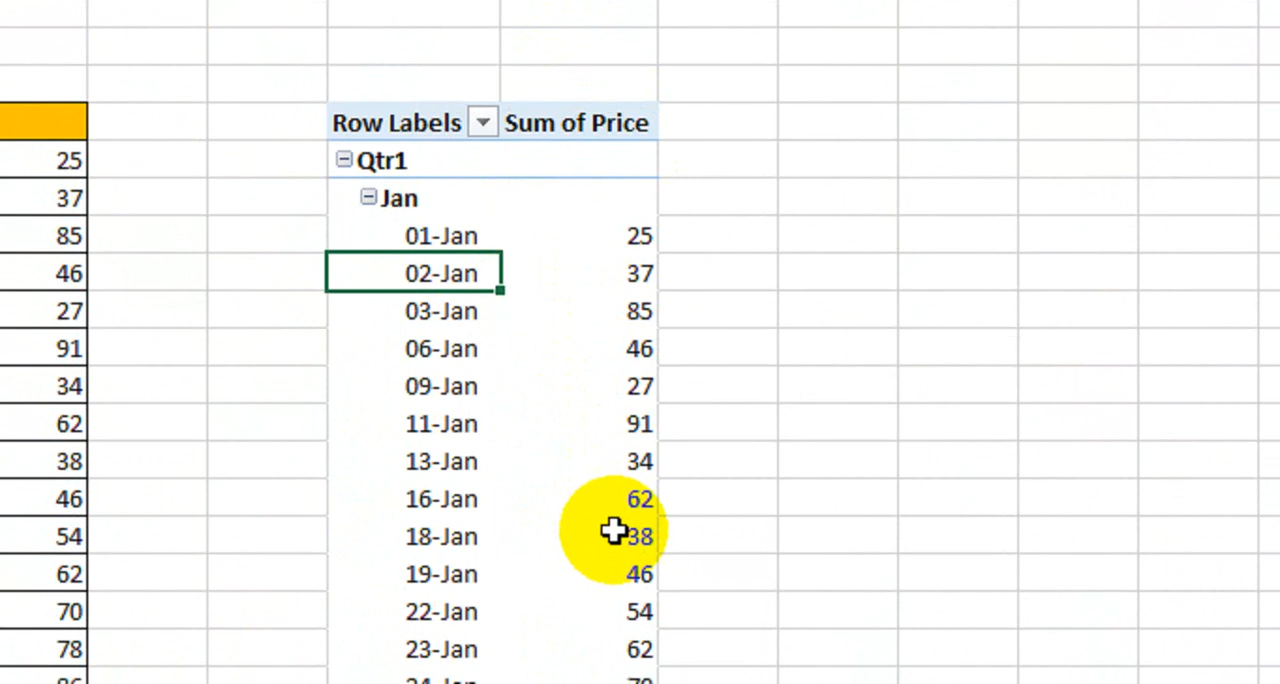 Row Labels Sum of Price
25 Qtr1
37 Jan
85 01-Jan 25
46 02-Jan 37
27 03-Jan 85
91 06-Jan 46
34 09-Jan 27
62 11-Jan 91
38 13-Jan 34
46 16-Jan 62
54 18-Jan 38
62 19-Jan 46
70 22-Jan 54
78 23-Jan 62